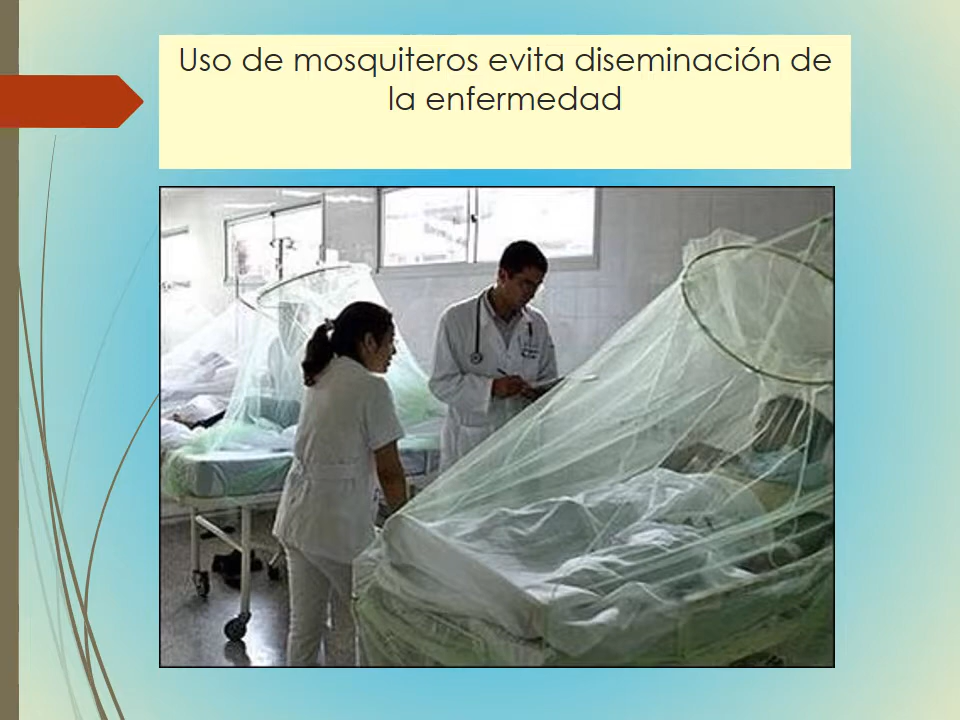 Uso de mosquiteros evita diseminación de
la enfermedad